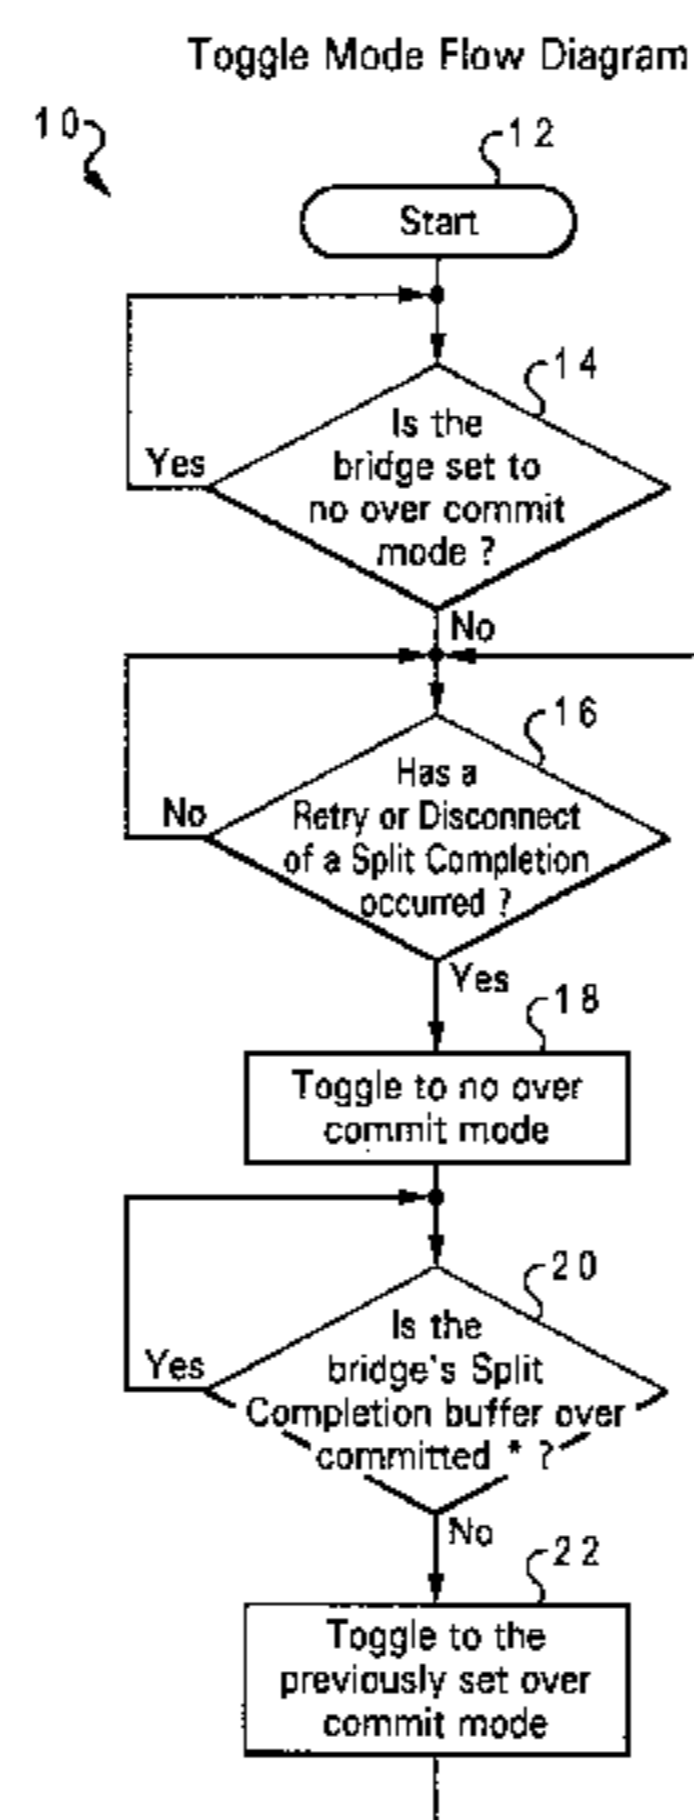 Toggle Mode Flow Diagram
10
12
Start
14
Is the
bridge set to
no over commit
mode ?
Yes
No
16
Has a
Retry or Disconnect
of a Split Completion
occurred ?
No
Yes
18
Toggle to no over
commit mode
20
Is the
bridge's Split
Completion buffer over
committed * ?
Yes
No
22
Toggle to the
previously set over
commit mode